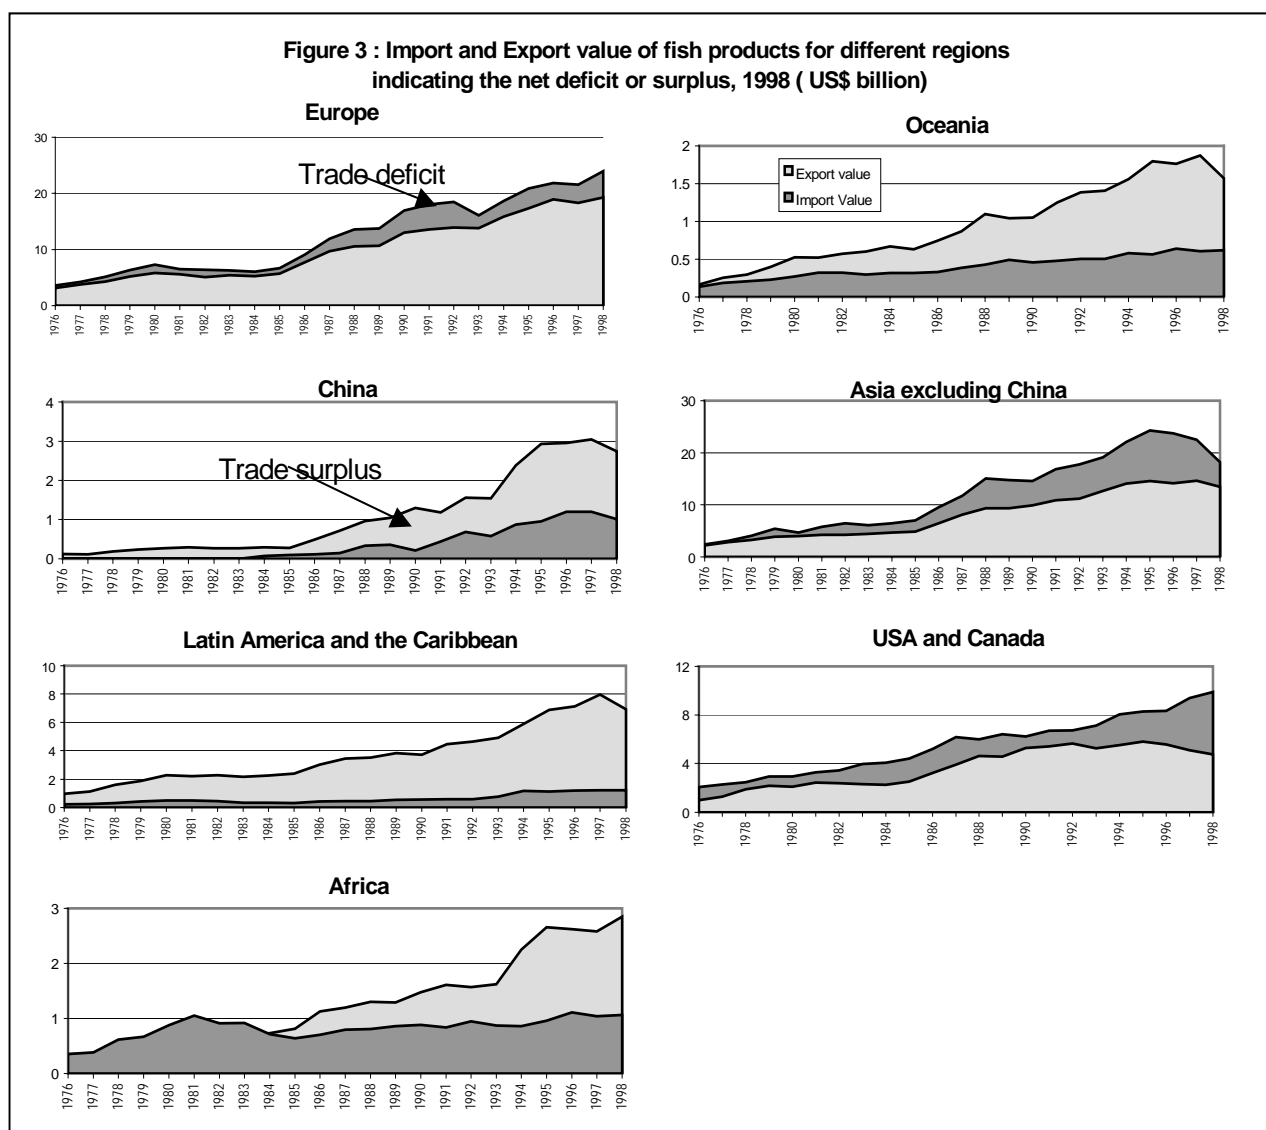 Figure 3 : Import and Export value of fish products for different regions
indicating the net deficit or surplus, 1998 ( US$ billion)
Europe
30
20
10
0
Trade deficit
1976 1977 1978 1979 1980 1981 1982 1983 1984 1985 1986 1987 1988 1989 1990 1991 1992 1993 1994 1995 1996 1997 1998
Oceania
2
1.5
1
0.5
0
Export value
Import Value
1976 1978 1980 1982 1984 1986 1988 1990 1992 1994 1996 1998
China
4
3
2
1
0
Trade surplus
1976 1977 1978 1979 1980 1981 1982 1983 1984 1985 1986 1987 1988 1989 1990 1991 1992 1993 1994 1995 1996 1997 1998
Asia excluding China
30
20
10
0
1976 1977 1978 1979 1980 1981 1982 1983 1984 1985 1986 1987 1988 1989 1990 1991 1992 1993 1994 1995 1996 1997 1998
Latin America and the Caribbean
10
8
6
4
2
0
1976 1977 1978 1979 1980 1981 1982 1983 1984 1985 1986 1987 1988 1989 1990 1991 1992 1993 1994 1995 1996 1997 1998
USA and Canada
12
8
4
0
1976 1978 1980 1982 1984 1986 1988 1990 1992 1994 1996 1998
Africa
3
2
1
0
1976 1977 1978 1979 1980 1981 1982 1983 1984 1985 1986 1987 1988 1989 1990 1991 1992 1993 1994 1995 1996 1997 1998